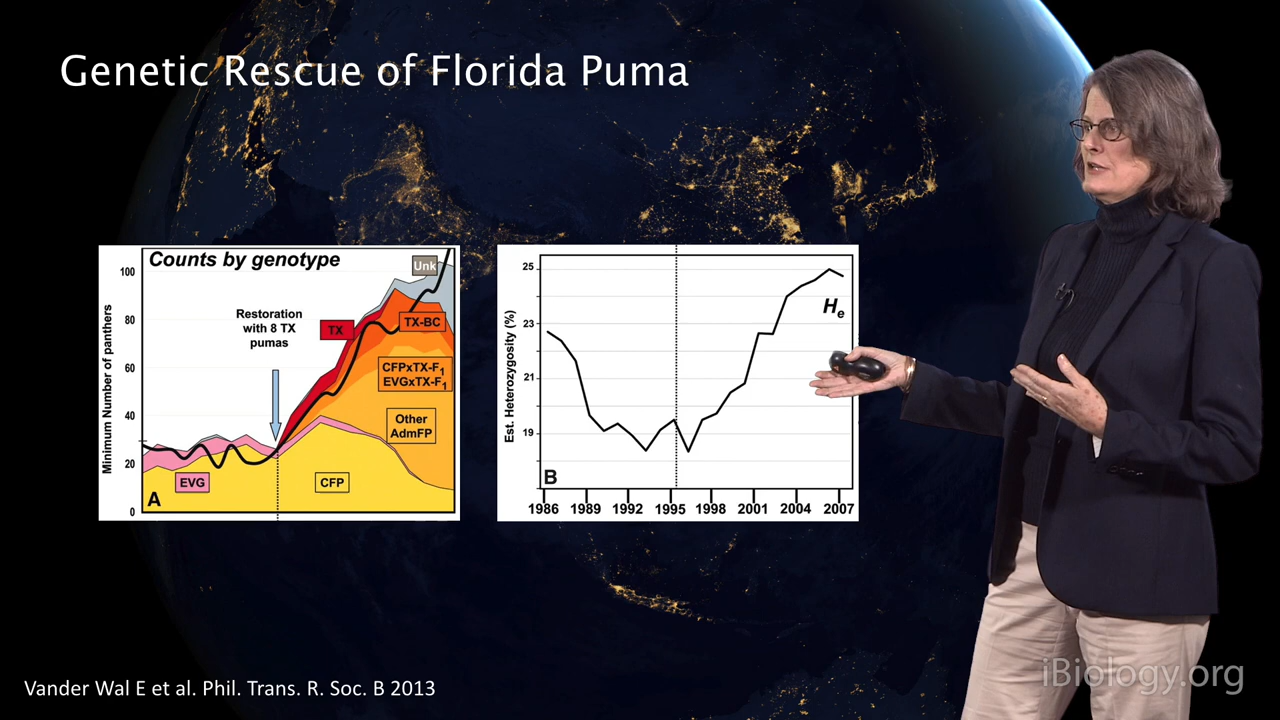 Genetic Rescue of Florida Puma
Counts by genotype
Unk
100
80
60
40
20
0
Minimum Number of panthers
Restoration
with 8 TX
pumas
TX
TX-BC
CFPxTX-F1
EVGxTX-F1
Other
AdmFP
EVG
CFP
A
25
23
21
19
Est. Heterozygosity (%)
He
B
1986 1989 1992 1995 1998 2001 2004 2007
Vander Wal E et al. Phil. Trans. R. Soc. B 2013
iBiology.org